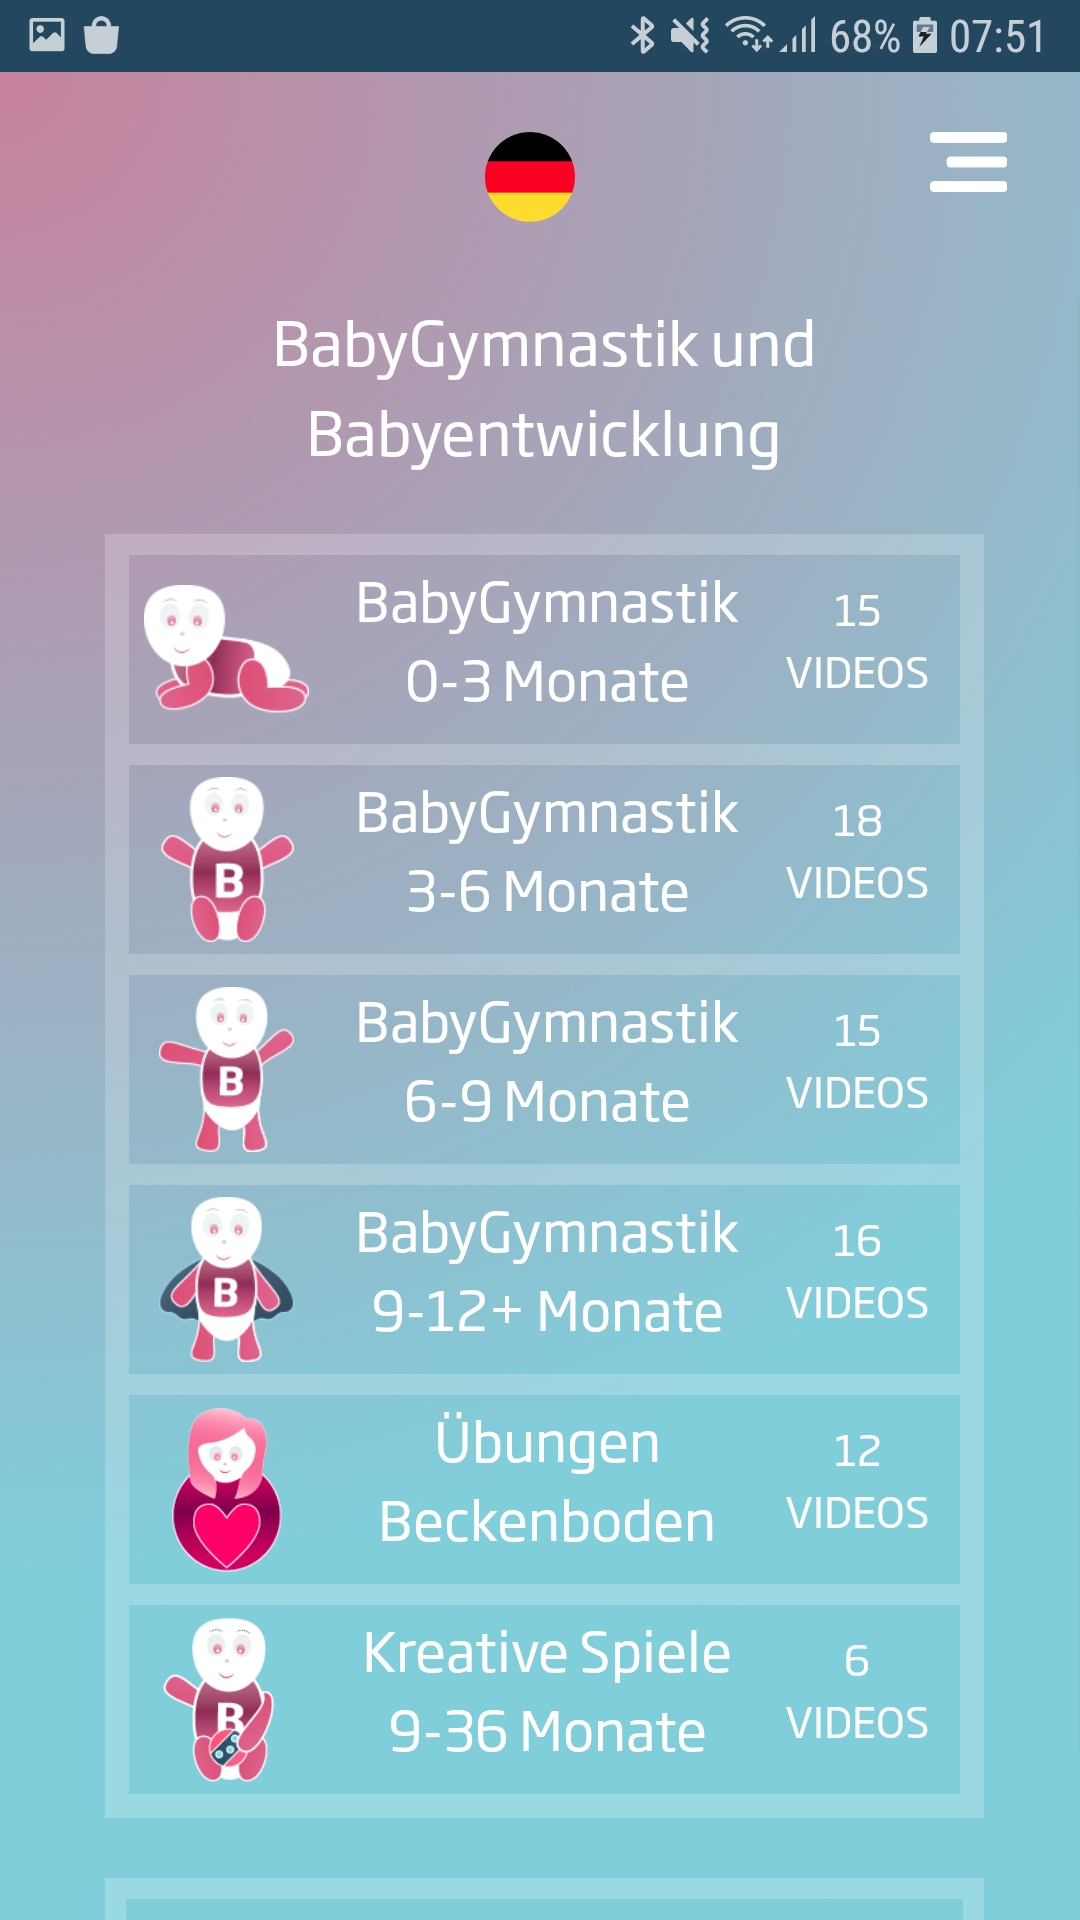 68% 07:51
BabyGymnastik und
Babyentwicklung
BabyGymnastik
0-3 Monate
15
VIDEOS
B
BabyGymnastik
3-6 Monate
18
VIDEOS
B
BabyGymnastik
6-9 Monate
15
VIDEOS
B
BabyGymnastik
9-12+ Monate
16
VIDEOS
Übungen
Beckenboden
12
VIDEOS
B
Kreative Spiele
9-36 Monate
6
VIDEOS